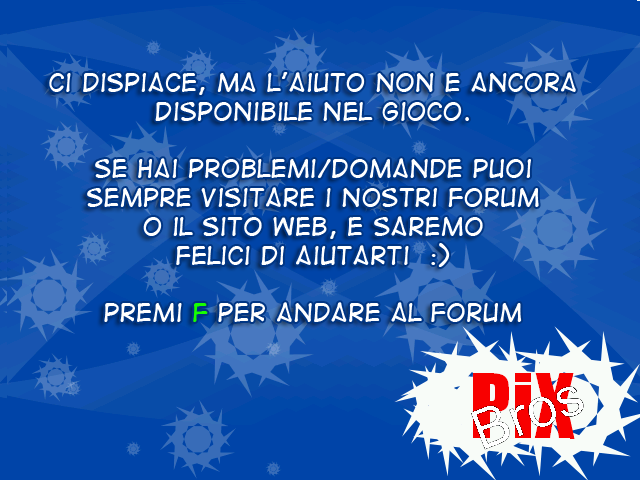 CI DISPIACE, MA L'AIUTO NON E ANCORA
DISPONIBILE NEL GIOCO.
SE HAI PROBLEMI/DOMANDE PUOI
SEMPRE VISITARE I NOSTRI FORUM
O IL SITO WEB, E SAREMO
FELICI DI AIUTARTI :)
PREMI F PER ANDARE AL FORUM
PiX
Bros